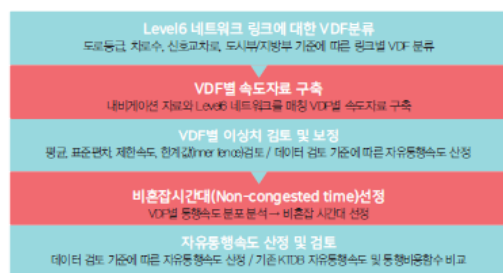 Level6 네트워크 링크에 대한 VDF분류
도로등급, 차로수, 신호교차로, 도시부/지방부 기준에 따른 링크별 VDF 분류
VDF별 속도자료 구축
내비게이션 자료와 Level6 네트워크를 매칭 VDF별 속도자료 구축
VDF별 이상치 검토 및 보정
평균, 표준편차, 제한속도, 한계값(inner fence)검토 / 데이터 검토 기준에 따른 자유통행속도 산정
비혼잡시간대(Non-congested time)선정
VDF별 통행속도 분포 분석 → 비혼잡 시간대 선정
자유통행속도 산정 및 검토
데이터 검토 기준에 따른 자유통행속도 산정 / 기존 KTDB 자유통행속도 및 통행비용함수 비교